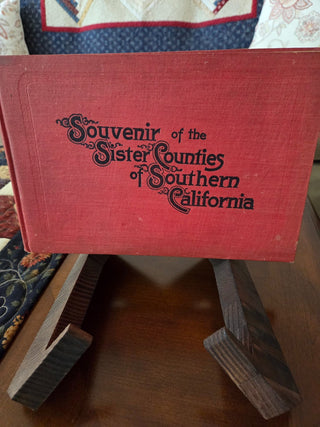 Souvenir of the
Sister Counties
of Southern
California